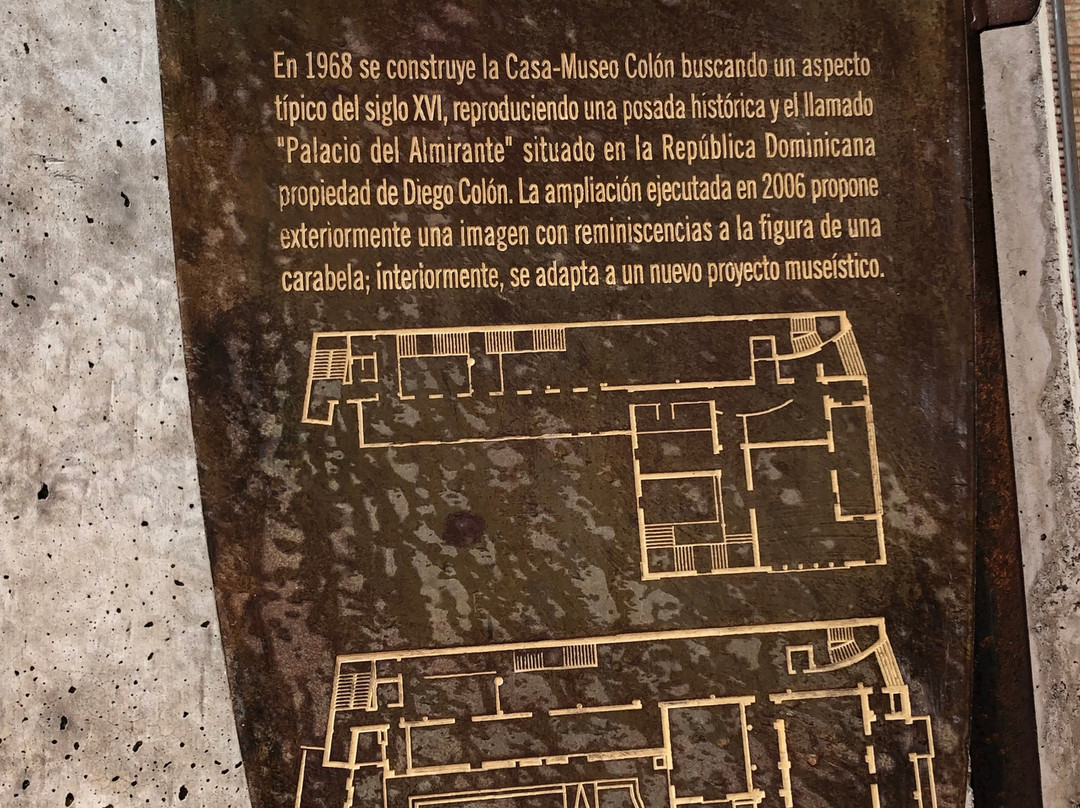 En 1968 se construye la Casa-Museo Colón buscando un aspecto
típico del siglo XVI, reproduciendo una posada histórica y el llamado
"Palacio del Almirante" situado en la República Dominicana
propiedad de Diego Colón. La ampliación ejecutada en 2006 propone
exteriormente una imagen con reminiscencias a la figura de una
carabela; interiormente, se adapta a un nuevo proyecto museístico.